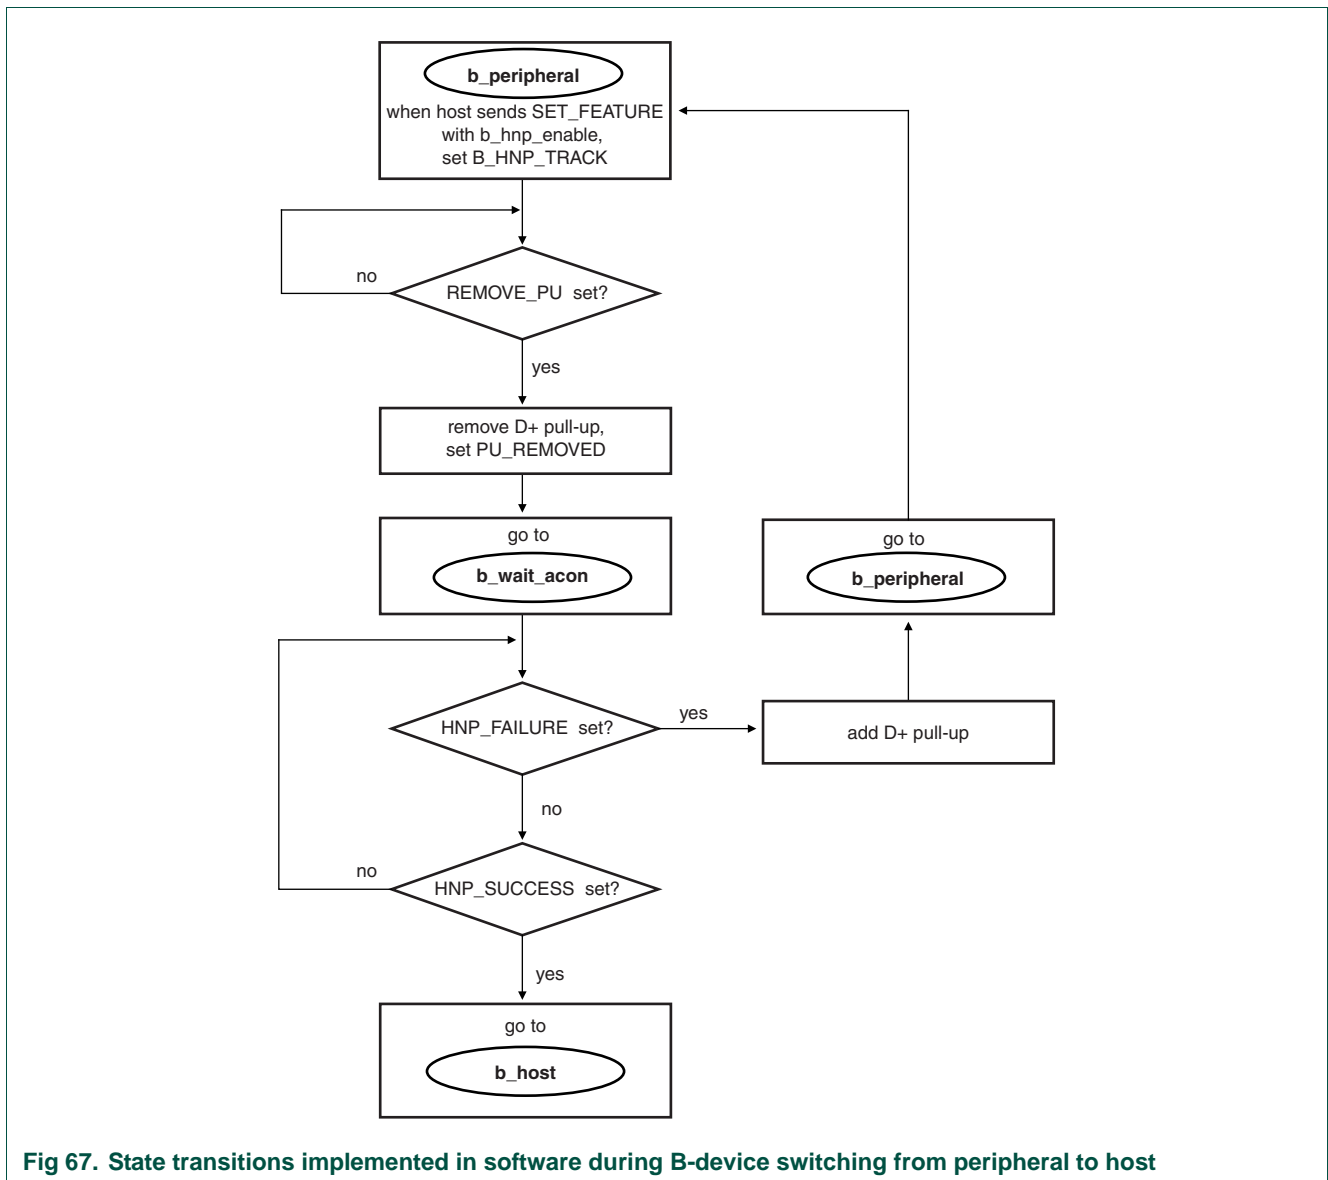 b_peripheral
when host sends SET_FEATURE
with b_hnp_enable,
set B_HNP_TRACK
no
REMOVE_PU set?
yes
remove D+ pull-up,
set PU_REMOVED
go to
b_wait_acon
go to
b_peripheral
HNP_FAILURE set?
yes
add D+ pull-up
no
no
HNP_SUCCESS set?
yes
go to
b_host
Fig 67. State transitions implemented in software during B-device switching from peripheral to host